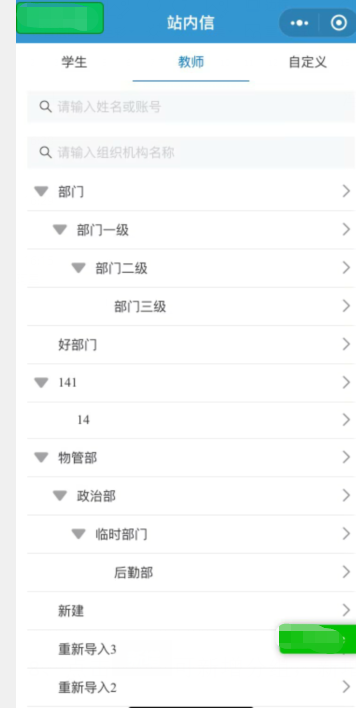 站内信
学生 教师 自定义
请输入姓名或账号
请输入组织机构名称
部门
部门一级
部门二级
部门三级
好部门
141
14
物管部
政治部
临时部门
后勤部
新建
重新导入3
重新导入2